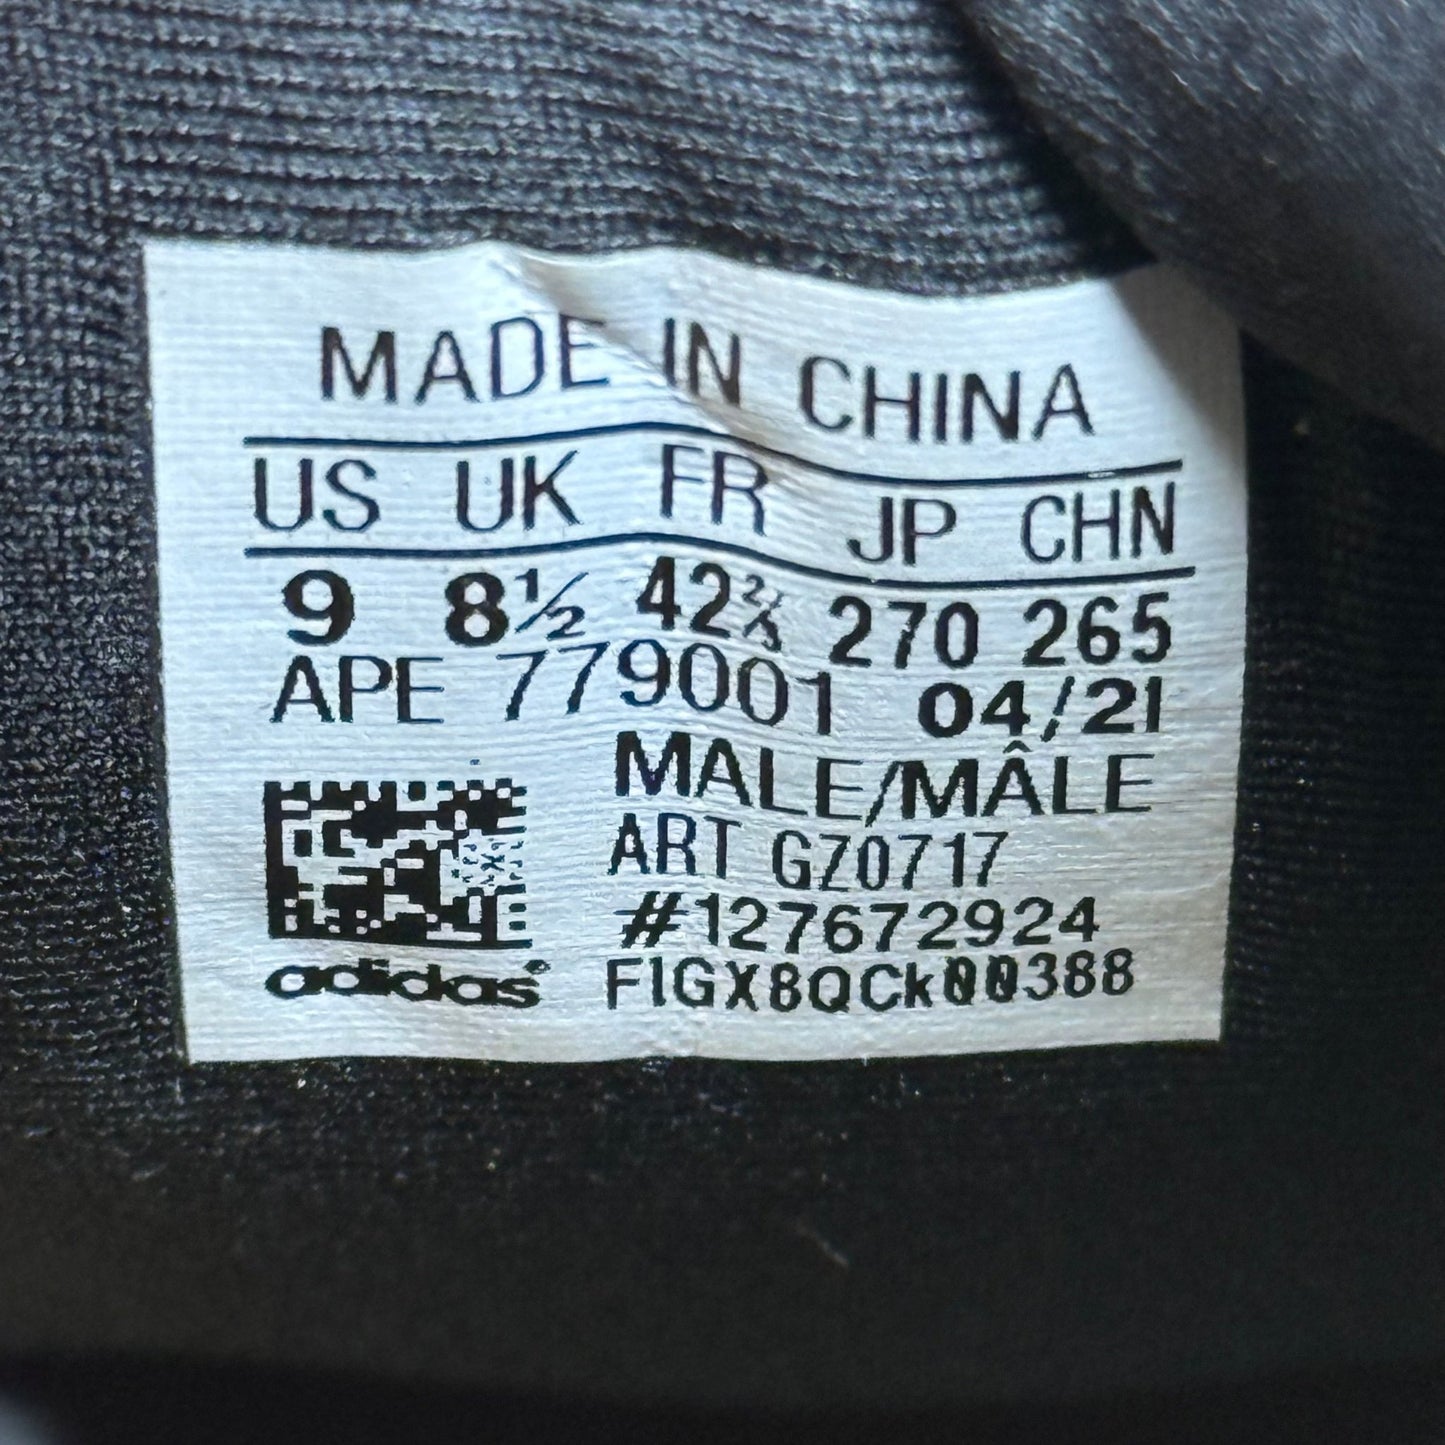 MADE IN CHINA
US UK FR JP CHN
9 8½ 42⅔ 270 265
APE 779001 04/21
MALE/MÂLE
ART GZ0717
#127672924
adidas® F1GX8QCk00388